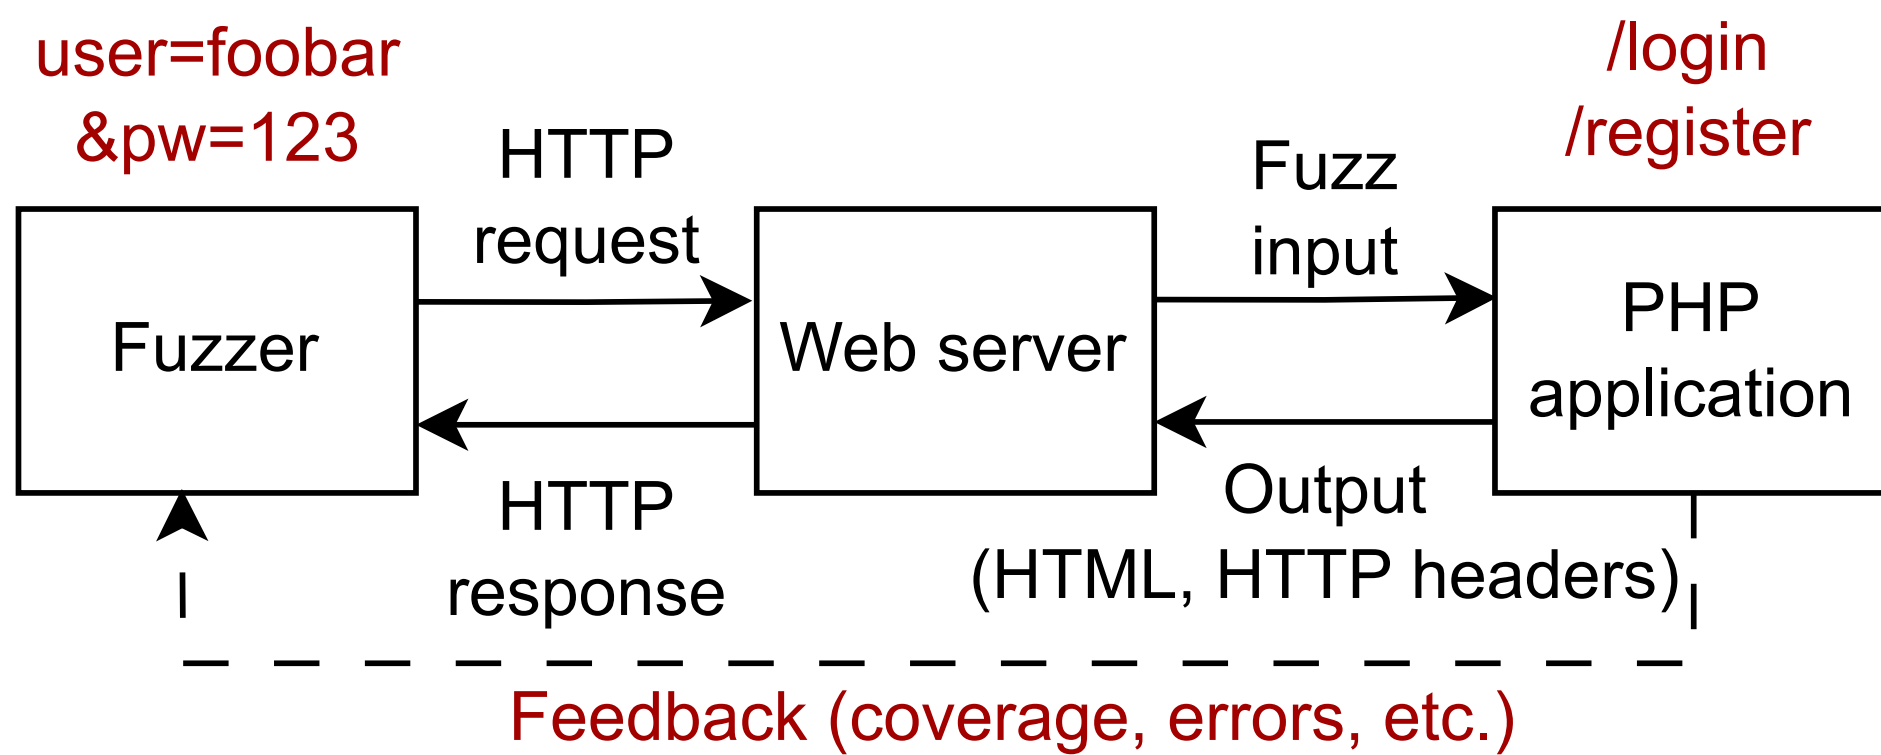 user=foobar
&pw=123
/login
/register
HTTP
request
Fuzz
input
Fuzzer
Web server
PHP
application
HTTP
response
Output
(HTML, HTTP headers)
Feedback (coverage, errors, etc.)